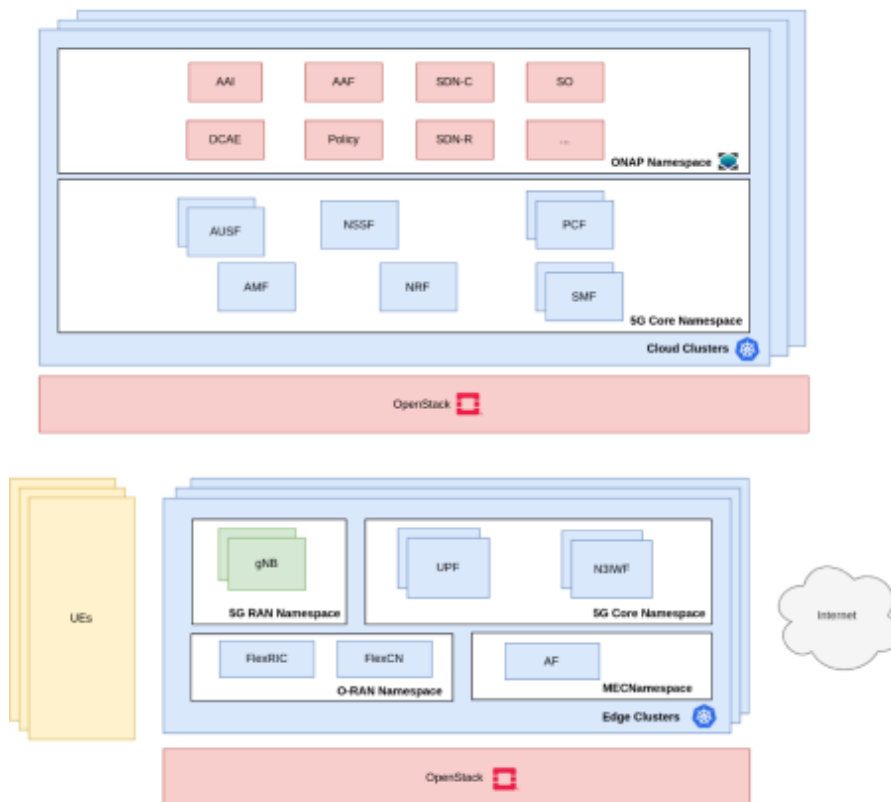 AAI
AAF
SDN-C
SO
DCAE
Policy
SDN-R
...
ONAP Namespace
AUSF
NSSF
PCF
AMF
NRF
SMF
5G Core Namespace
Cloud Clusters
OpenStack
UEs
gNB
5G RAN Namespace
UPF
N3IWF
5G Core Namespace
FlexRIC
FlexCN
O-RAN Namespace
AF
MECNamespace
Edge Clusters
Internet
OpenStack